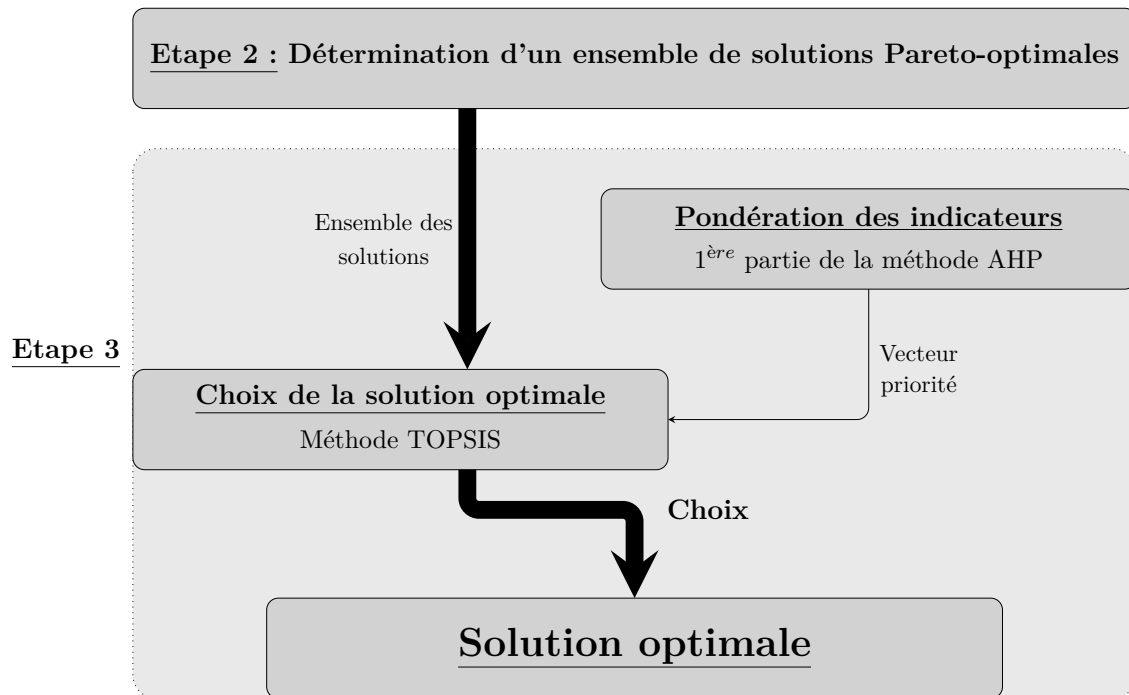 Etape 2 : Détermination d'un ensemble de solutions Pareto-optimales
Ensemble des
solutions
Pondération des indicateurs
1ère partie de la méthode AHP
Etape 3
Vecteur
priorité
Choix de la solution optimale
Méthode TOPSIS
Choix
Solution optimale